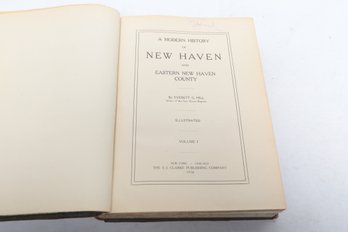 A MODERN HISTORY
OF
NEW HAVEN
AND
EASTERN NEW HAVEN
COUNTY
By EVERETT G. HILL
ILLUSTRATED
VOLUME I
NEW YORK CHICAGO
THE S. J. CLARKE PUBLISHING COMPANY
1918